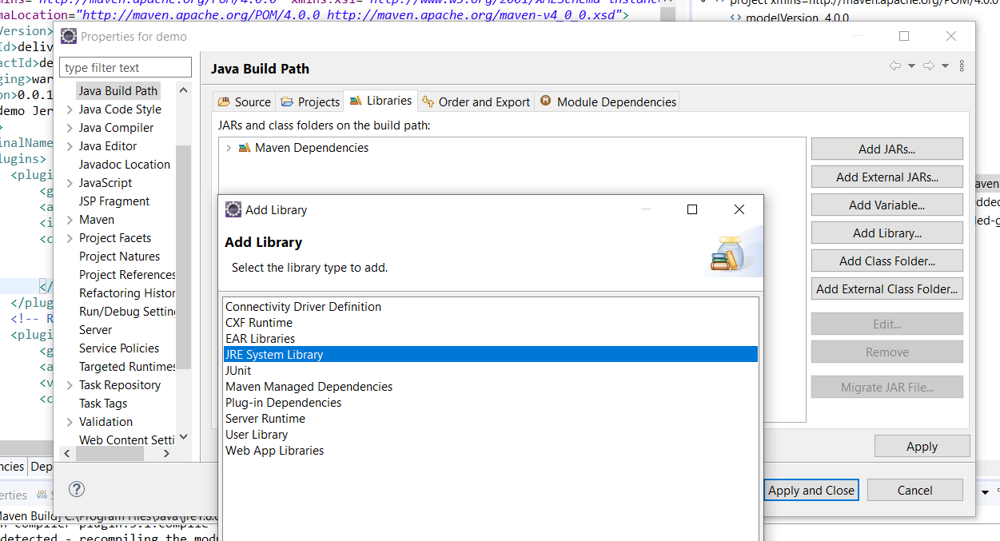 xmlns="http://maven.apache.org/POM/4.0.0" xmlns:xsi="http://www.w3.org/2001/XMLSchema-instance"
maLocation="http://maven.apache.org/POM/4.0.0 http://maven.apache.org/maven-v4_0_0.xsd">
Version>
Id>deliv
actId>de
ging>war
on>0.0.1
demo Jer
>
inalName
lugins>
<plugi
<g
<a
<i
<c
</
</plug
<!-- R
<plugi
<g
<a
<v
<c
project xmlns=http://maven.apache.org/POM/4.0.0
modelVersion 4.0.0
Properties for demo
type filter text
Java Build Path
Java Code Style
Java Compiler
Java Editor
Javadoc Location
JavaScript
JSP Fragment
Maven
Project Facets
Project Natures
Project References
Refactoring Histor
Run/Debug Setting
Server
Service Policies
Targeted Runtimes
Task Repository
Task Tags
Validation
Web Content Setti
Java Build Path
Source
Projects
Libraries
Order and Export
Module Dependencies
JARs and class folders on the build path:
Maven Dependencies
Add JARs...
Add External JARs...
Add Variable...
Add Library...
Add Class Folder...
Add External Class Folder...
Edit...
Remove
Migrate JAR File...
Apply
Apply and Close
Cancel
Add Library
Add Library
Select the library type to add.
Connectivity Driver Definition
CXF Runtime
EAR Libraries
JRE System Library
JUnit
Maven Managed Dependencies
Plug-in Dependencies
Server Runtime
User Library
Web App Libraries
aven
dded
led-g
ncies
Dep
erties
Maven Build] C:\Program Files\Java\jre1.8.0
n compiler plugin:3.1:compile
detected - recompiling the mod